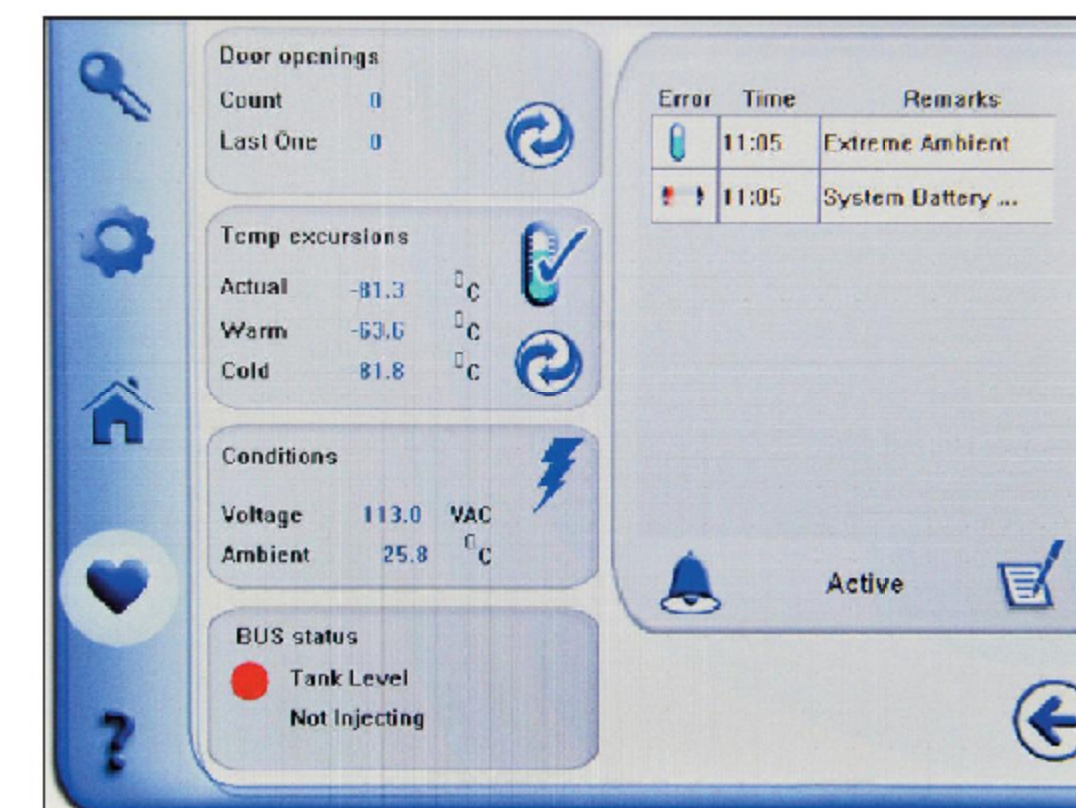 Door openings
Count 0
Last One 0
Temp excursions
Actual -81.3 °C
Warm -63.6 °C
Cold 81.8 °C
Conditions
Voltage 113.0 VAC
Ambient 25.8 °C
BUS status
Tank Level
Not Injecting
Error Time Remarks
11:05 Extreme Ambient
11:05 System Battery ...
Active
?